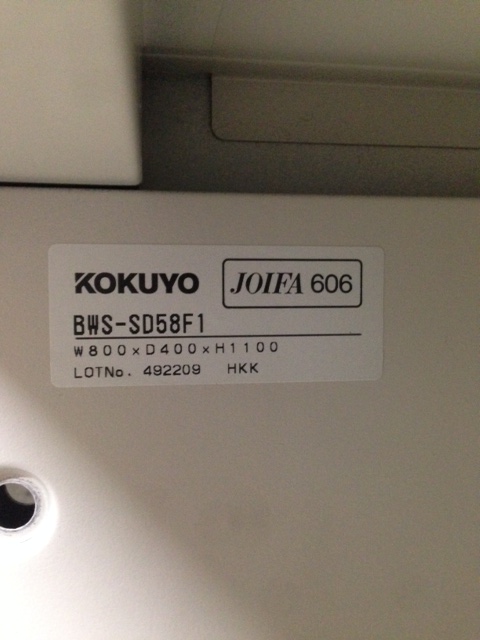 KOKUYO JOIFA 606
BWS-SD58F1
W800×D400×H1100
LOTNo. 492209 HKK